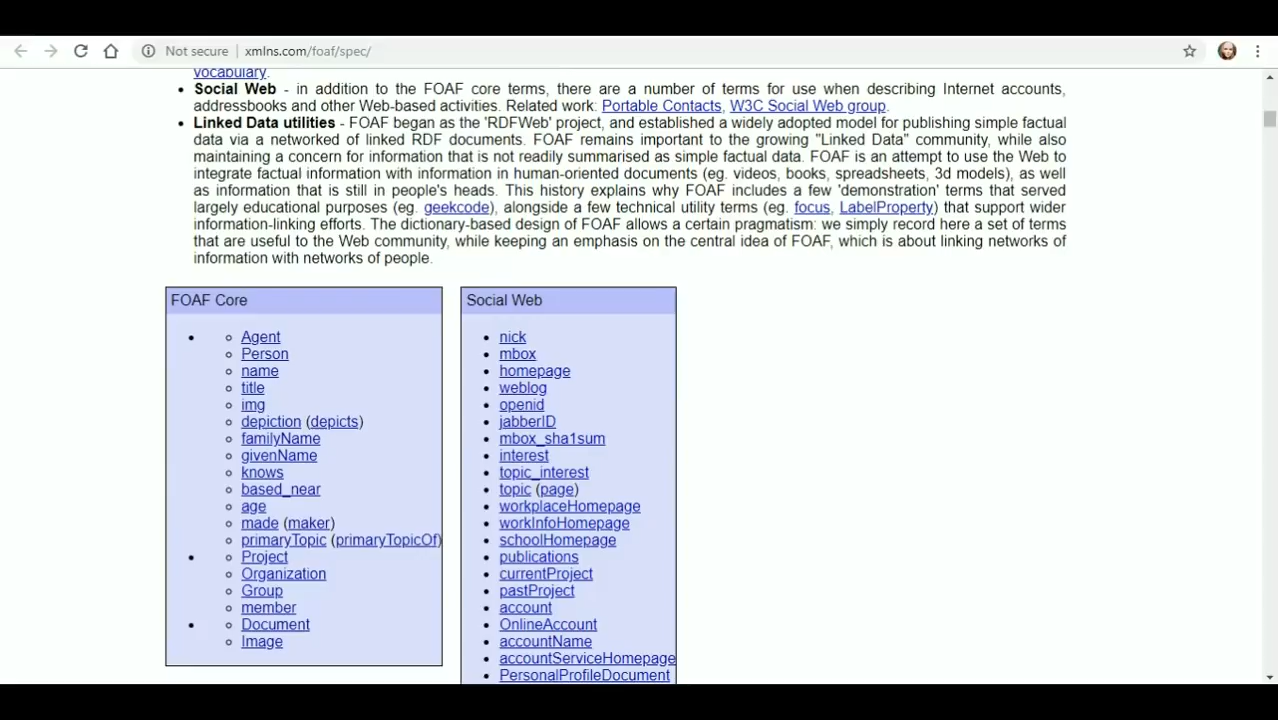 Not secure | xmlns.com/foaf/spec/
vocabulary.
• Social Web - in addition to the FOAF core terms, there are a number of terms for use when describing Internet accounts,
addressbooks and other Web-based activities. Related work: Portable Contacts, W3C Social Web group.
• Linked Data utilities - FOAF began as the 'RDFWeb' project, and established a widely adopted model for publishing simple factual
data via a networked of linked RDF documents. FOAF remains important to the growing "Linked Data" community, while also
maintaining a concern for information that is not readily summarised as simple factual data. FOAF is an attempt to use the Web to
integrate factual information with information in human-oriented documents (eg. videos, books, spreadsheets, 3d models), as well
as information that is still in people's heads. This history explains why FOAF includes a few 'demonstration' terms that served
largely educational purposes (eg. geekcode), alongside a few technical utility terms (eg. focus, LabelProperty) that support wider
information-linking efforts. The dictionary-based design of FOAF allows a certain pragmatism: we simply record here a set of terms
that are useful to the Web community, while keeping an emphasis on the central idea of FOAF, which is about linking networks of
information with networks of people.
FOAF Core
Agent
Person
name
title
img
depiction (depicts)
familyName
givenName
knows
based_near
age
made (maker)
primaryTopic (primaryTopicOf)
Project
Organization
Group
member
Document
Image
Social Web
nick
mbox
homepage
weblog
openid
jabberID
mbox_sha1sum
interest
topic_interest
topic (page)
workplaceHomepage
workInfoHomepage
schoolHomepage
publications
currentProject
pastProject
account
OnlineAccount
accountName
accountServiceHomepage
PersonalProfileDocument